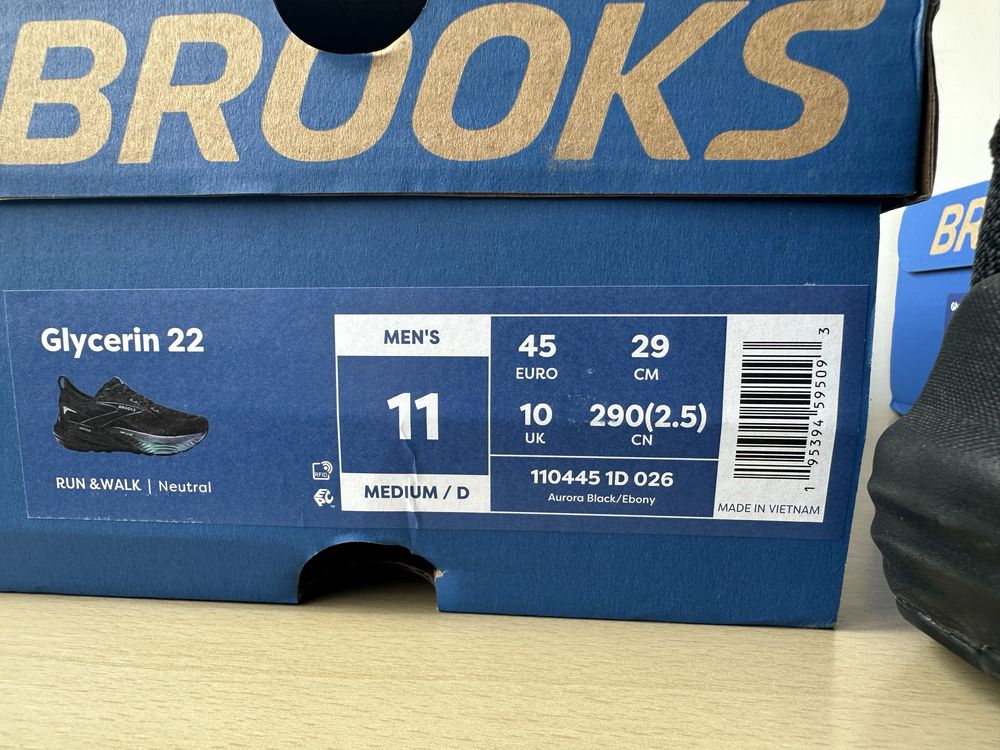 BROOKS
Glycerin 22
RUN & WALK | Neutral
RFID
MEN'S
11
MEDIUM / D
45 29
EURO CM
10 290(2.5)
UK CN
110445 1D 026
Aurora Black/Ebony
1 95394 59509 3
MADE IN VIETNAM
BR